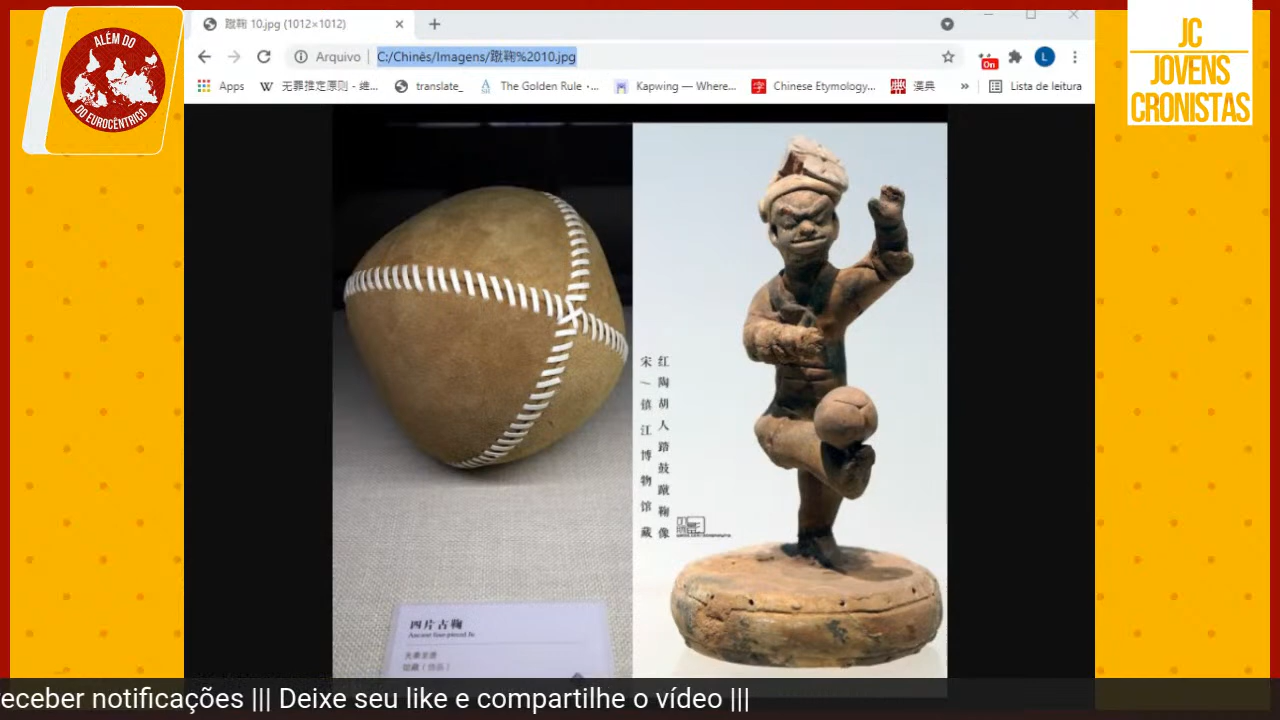 ALÉM DO
DO EUROCÊNTRICO
蹴鞠 10.jpg (1012×1012)
JC
JOVENS
CRONISTAS
Arquivo
C:/Chinês/Imagens/蹴鞠%2010.jpg
On
L
Apps
W
无罪推定原则 - 维...
translate_
The Golden Rule ·...
Kapwing — Where...
字
Chinese Etymology...
漢典
»
Lista de leitura
红陶胡人踏鼓蹴鞠像
江博物馆藏
四片古鞠
Ancient four-pieced Ju
eceber notificações ||| Deixe seu like e compartilhe o vídeo |||